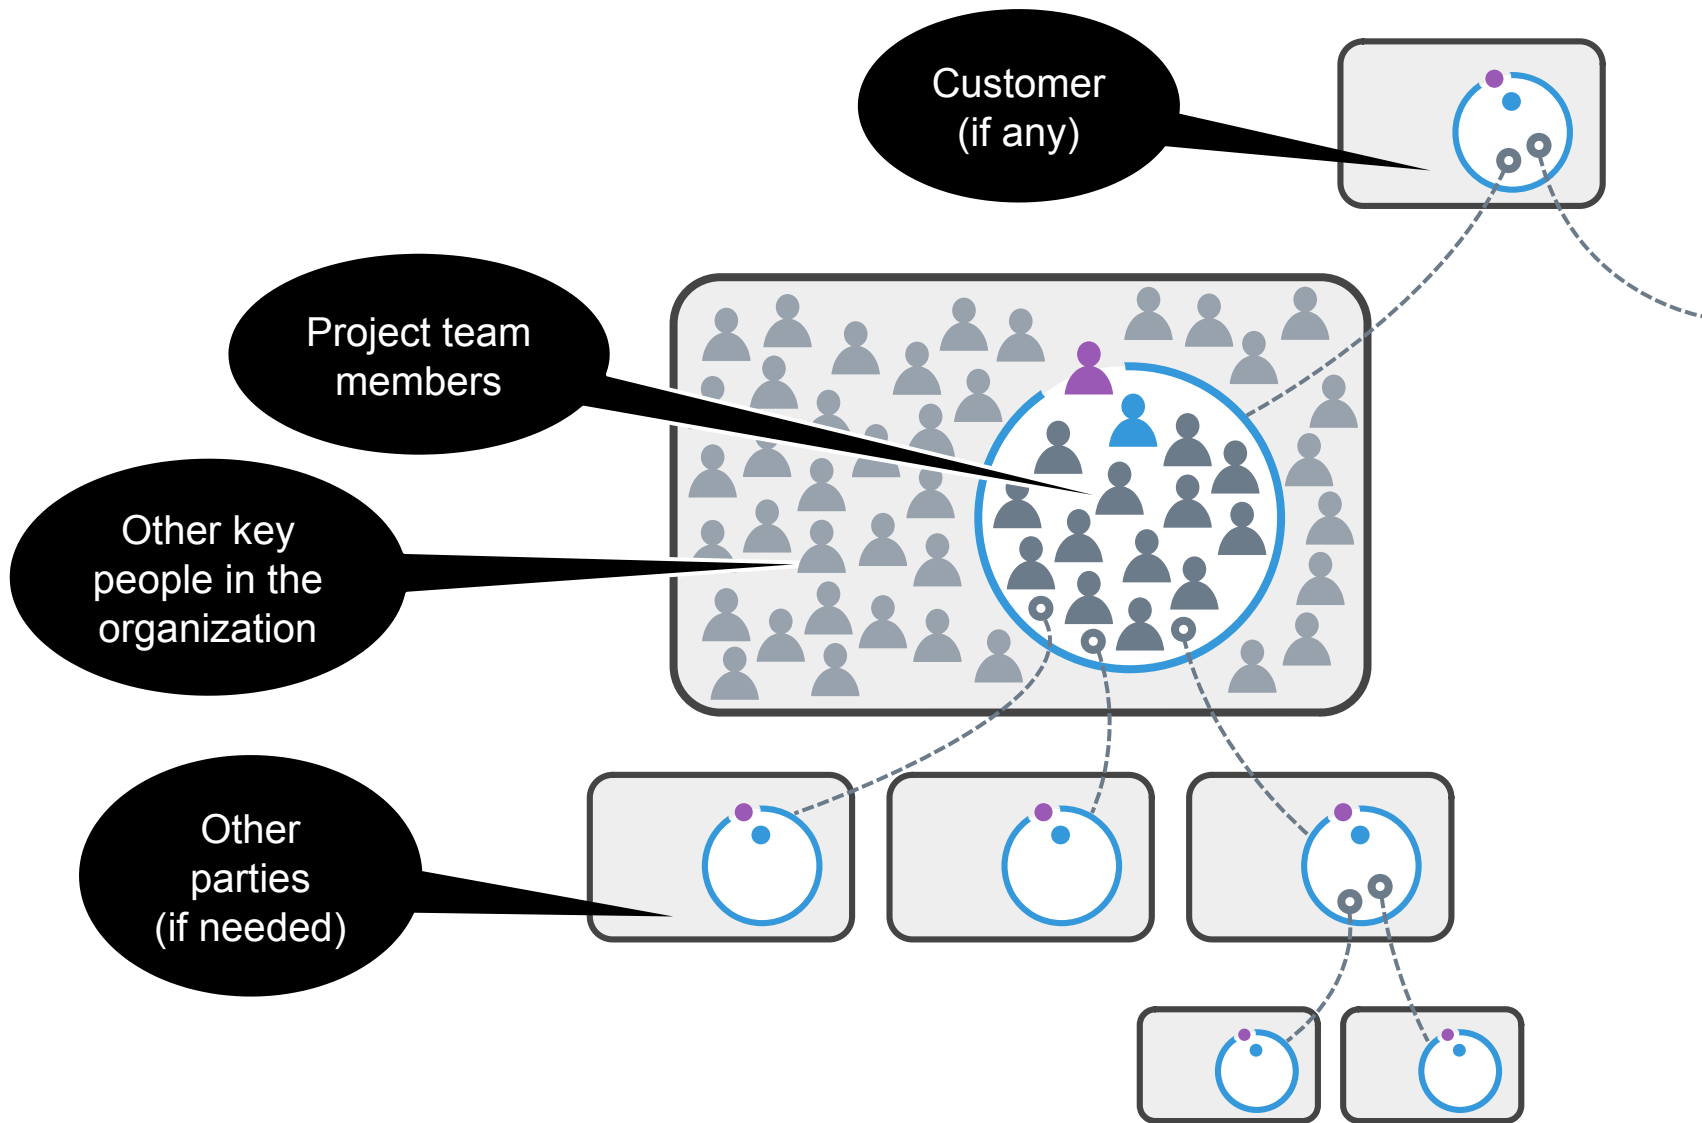 Customer
(if any)
Project team
members
Other key
people in the
organization
Other
parties
(if needed)